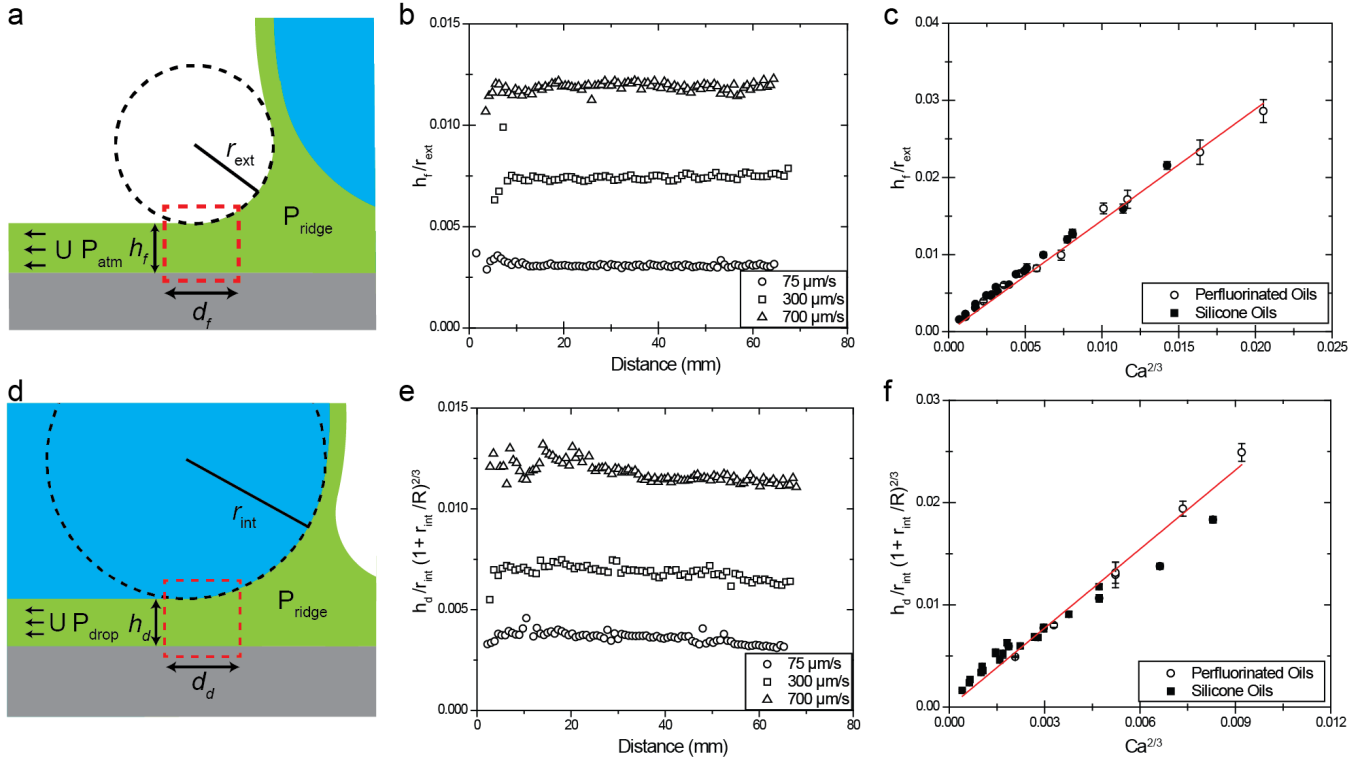 a
r_ext
P_ridge
U P_atm h_f
d_f
b
0.015
0.010
0.005
0.000
h_f/r_ext
0 20 40 60 80
Distance (mm)
75 µm/s
300 µm/s
700 µm/s
c
0.04
0.03
0.02
0.01
0.00
h_f/r_ext
0.000 0.005 0.010 0.015 0.020 0.025
Ca^2/3
Perfluorinated Oils
Silicone Oils
d
r_int
P_ridge
U P_drop h_d
d_d
e
0.015
0.010
0.005
0.000
h_d/r_int (1+ r_int /R)^2/3
0 20 40 60 80
Distance (mm)
75 µm/s
300 µm/s
700 µm/s
f
0.03
0.02
0.01
0.00
h_d/r_int (1+ r_int /R)^2/3
0.000 0.003 0.006 0.009 0.012
Ca^2/3
Perfluorinated Oils
Silicone Oils